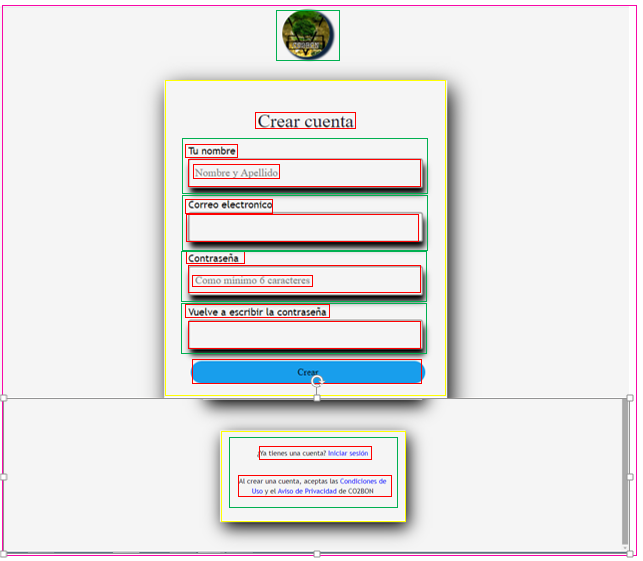 Crear cuenta
Tu nombre
Nombre y Apellido
Correo electronico
Contraseña
Como minimo 6 caracteres
Vuelve a escribir la contraseña
Crear
¿Ya tienes una cuenta? Iniciar sesión
Al crear una cuenta, aceptas las Condiciones de
Uso y el Aviso de Privacidad de CO2BON